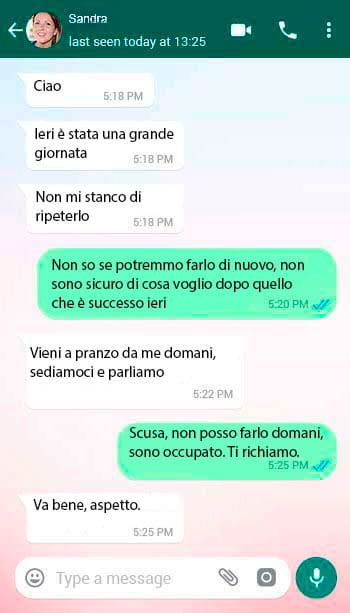 Sandra
last seen today at 13:25
Ciao
5:18 PM
Ieri è stata una grande
giornata
5:18 PM
Non mi stanco di
ripeterlo
5:18 PM
Non so se potremmo farlo di nuovo, non
sono sicuro di cosa voglio dopo quello
che è successo ieri
5:20 PM
Vieni a pranzo da me domani,
sediamoci e parliamo
5:22 PM
Scusa, non posso farlo domani,
sono occupato. Ti richiamo.
5:25 PM
Va bene, aspetto.
5:25 PM
Type a message